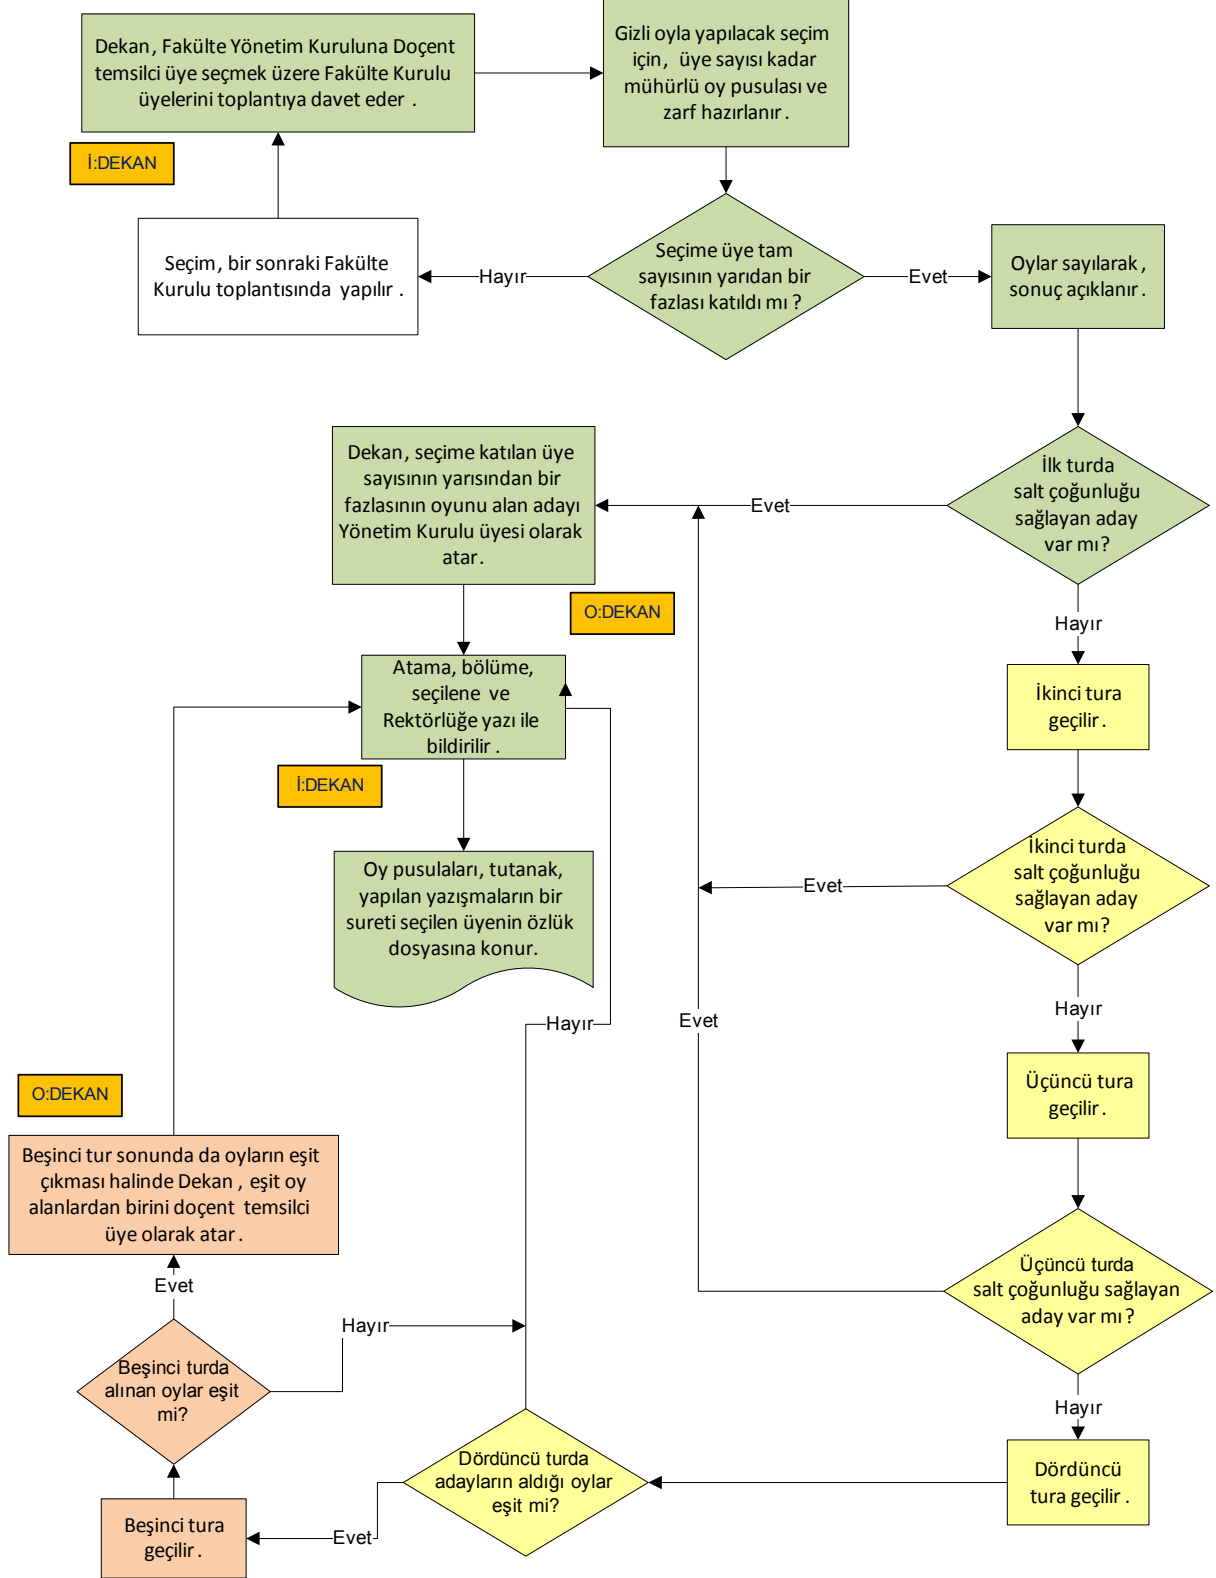 Dekan, Fakülte Yönetim Kuruluna Doçent
temsilci üye seçmek üzere Fakülte Kurulu
üyelerini toplantıya davet eder .
Gizli oyla yapılacak seçim
için, üye sayısı kadar
mühürlü oy pusulası ve
zarf hazırlanır .
İ:DEKAN
Seçim, bir sonraki Fakülte
Kurulu toplantısında yapılır .
Hayır
Seçime üye tam
sayısının yarıdan bir
fazlası katıldı mı ?
Evet
Oylar sayılarak ,
sonuç açıklanır .
Dekan, seçime katılan üye
sayısının yarısından bir
fazlasının oyunu alan adayı
Yönetim Kurulu üyesi olarak
atar.
Evet
İlk turda
salt çoğunluğu
sağlayan aday
var mı?
O:DEKAN
Hayır
Atama, bölüme,
seçilene ve
Rektörlüğe yazı ile
bildirilir .
İkinci tura
geçilir .
İ:DEKAN
Oy pusulaları, tutanak,
yapılan yazışmaların bir
sureti seçilen üyenin özlük
dosyasına konur.
Evet
İkinci turda
salt çoğunluğu
sağlayan aday
var mı?
Hayır
Evet
Hayır
Üçüncü tura
geçilir .
O:DEKAN
Beşinci tur sonunda da oyların eşit
çıkması halinde Dekan , eşit oy
alanlardan birini doçent temsilci
üye olarak atar .
Üçüncü turda
salt çoğunluğu sağlayan
aday var mı?
Evet
Hayır
Beşinci turda
alınan oylar eşit
mi?
Hayır
Dördüncü turda
adayların aldığı oylar
eşit mi?
Dördüncü
tura geçilir .
Beşinci tura
geçilir .
Evet